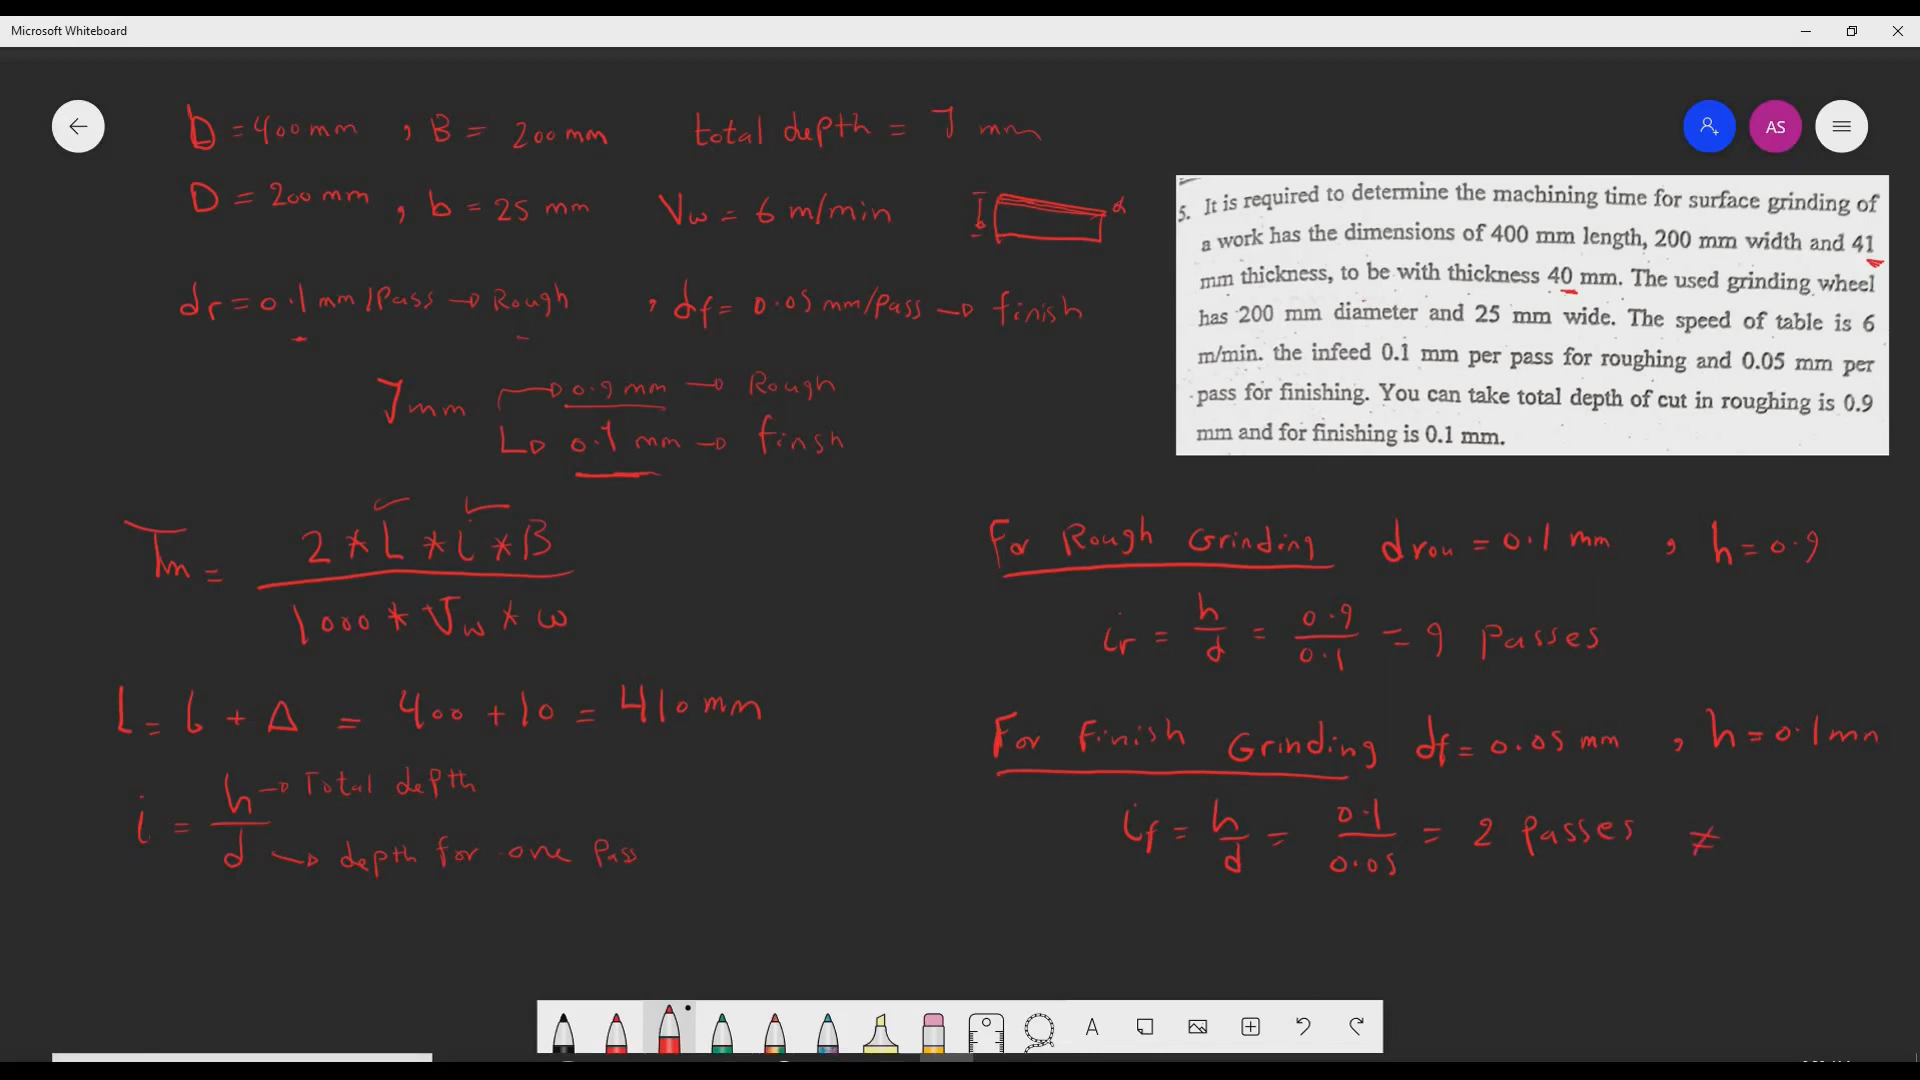 Microsoft Whiteboard
D = 400 mm , B = 200 mm total depth = 1 mm
D = 200 mm , b = 25 mm Vw = 6 m/min
AS
dr = 0.1 mm/Pass → Rough , df = 0.05 mm/pass → finish
1 mm → 0.9 mm → Rough
→ 0.1 mm → finsh
5. It is required to determine the machining time for surface grinding of
a work has the dimensions of 400 mm length, 200 mm width and 41
mm thickness, to be with thickness 40 mm. The used grinding wheel
has 200 mm diameter and 25 mm wide. The speed of table is 6
m/min. the infeed 0.1 mm per pass for roughing and 0.05 mm per
pass for finishing. You can take total depth of cut in roughing is 0.9
mm and for finishing is 0.1 mm.
Tm = 2 * L * i * B
1000 * Vw * w
L = l + Δ = 400 + 10 = 410 mm
i = h → Total depth
d → depth for one Pass
For Rough Grinding drou = 0.1 mm , h = 0.9
ir = h/d = 0.9/0.1 = 9 Passes
For Finish Grinding df = 0.05 mm , h = 0.1 mm
if = h/d = 0.1/0.05 = 2 Passes ≠
A